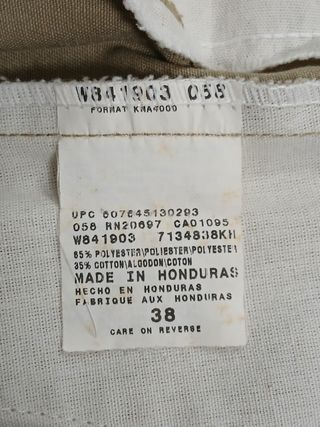 W841903 058
FORMAT KMA4000
UPC 607645130293
058 RN20697 CA01095
W841903 7134838KH
65% POLYESTER\POLIESTER\POLYESTER
35% COTTON\ALGODON\COTON
MADE IN HONDURAS
HECHO EN HONDURAS
FABRIQUE AUX HONDURAS
38
CARE ON REVERSE